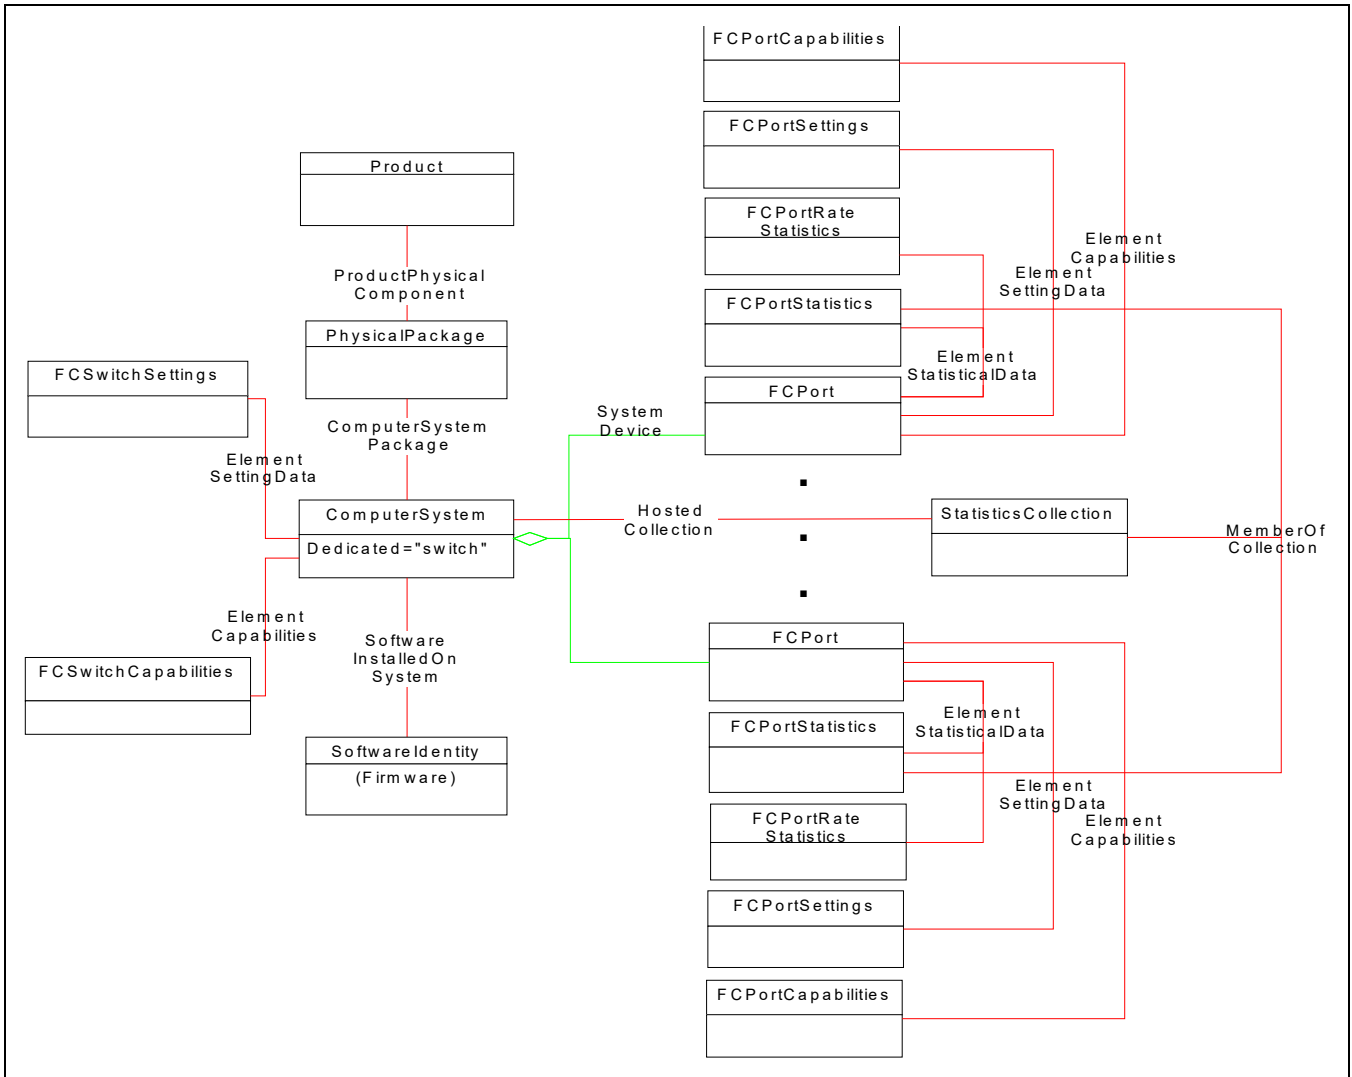 FCPortCapabilities
FCPortSettings
Product
FCPortRate
Statistics
Element
Capabilities
Element
SettingData
ProductPhysical
Component
FCPortStatistics
PhysicalPackage
Element
StatisticalData
FCSwitchSettings
FCPort
System
Device
ComputerSystem
Package
Element
SettingData
ComputerSystem
Dedicated="switch"
Hosted
Collection
StatisticsCollection
MemberOf
Collection
Element
Capabilities
Software
InstalledOn
System
FCPort
FCSwitchCapabilities
Element
StatisticalData
FCPortStatistics
SoftwareIdentity
(Firmware)
Element
SettingData
FCPortRate
Statistics
Element
Capabilities
FCPortSettings
FCPortCapabilities